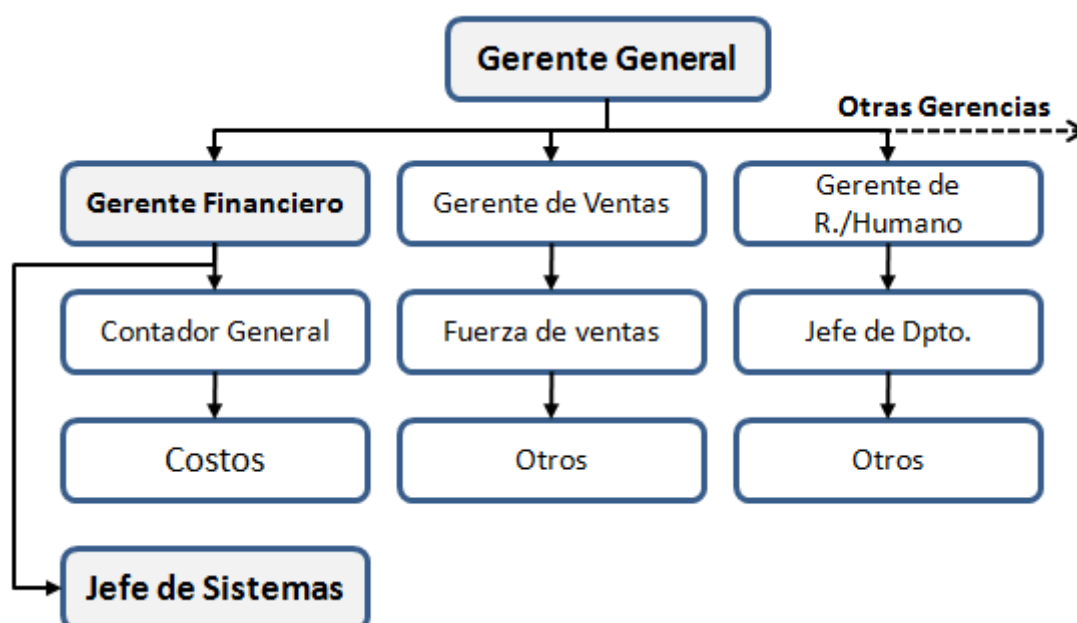 Gerente General
Otras Gerencias
Gerente Financiero
Gerente de Ventas
Gerente de
R./Humano
Contador General
Fuerza de ventas
Jefe de Dpto.
Costos
Otros
Otros
Jefe de Sistemas